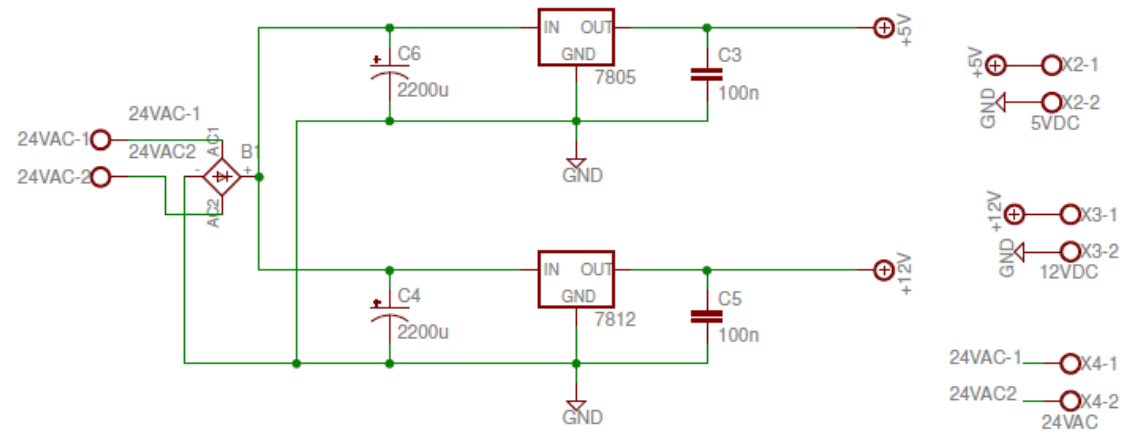 IN OUT
GND
7805
C6
2200u
C3
100n
+5V
+5V
X2-1
GND
X2-2
5VDC
24VAC-1
24VAC-1
24VAC2
24VAC-2
AC1
AC2
B1
-
+
GND
IN OUT
GND
7812
C4
2200u
C5
100n
+12V
+12V
X3-1
GND
X3-2
12VDC
GND
24VAC-1
X4-1
24VAC2
X4-2
24VAC